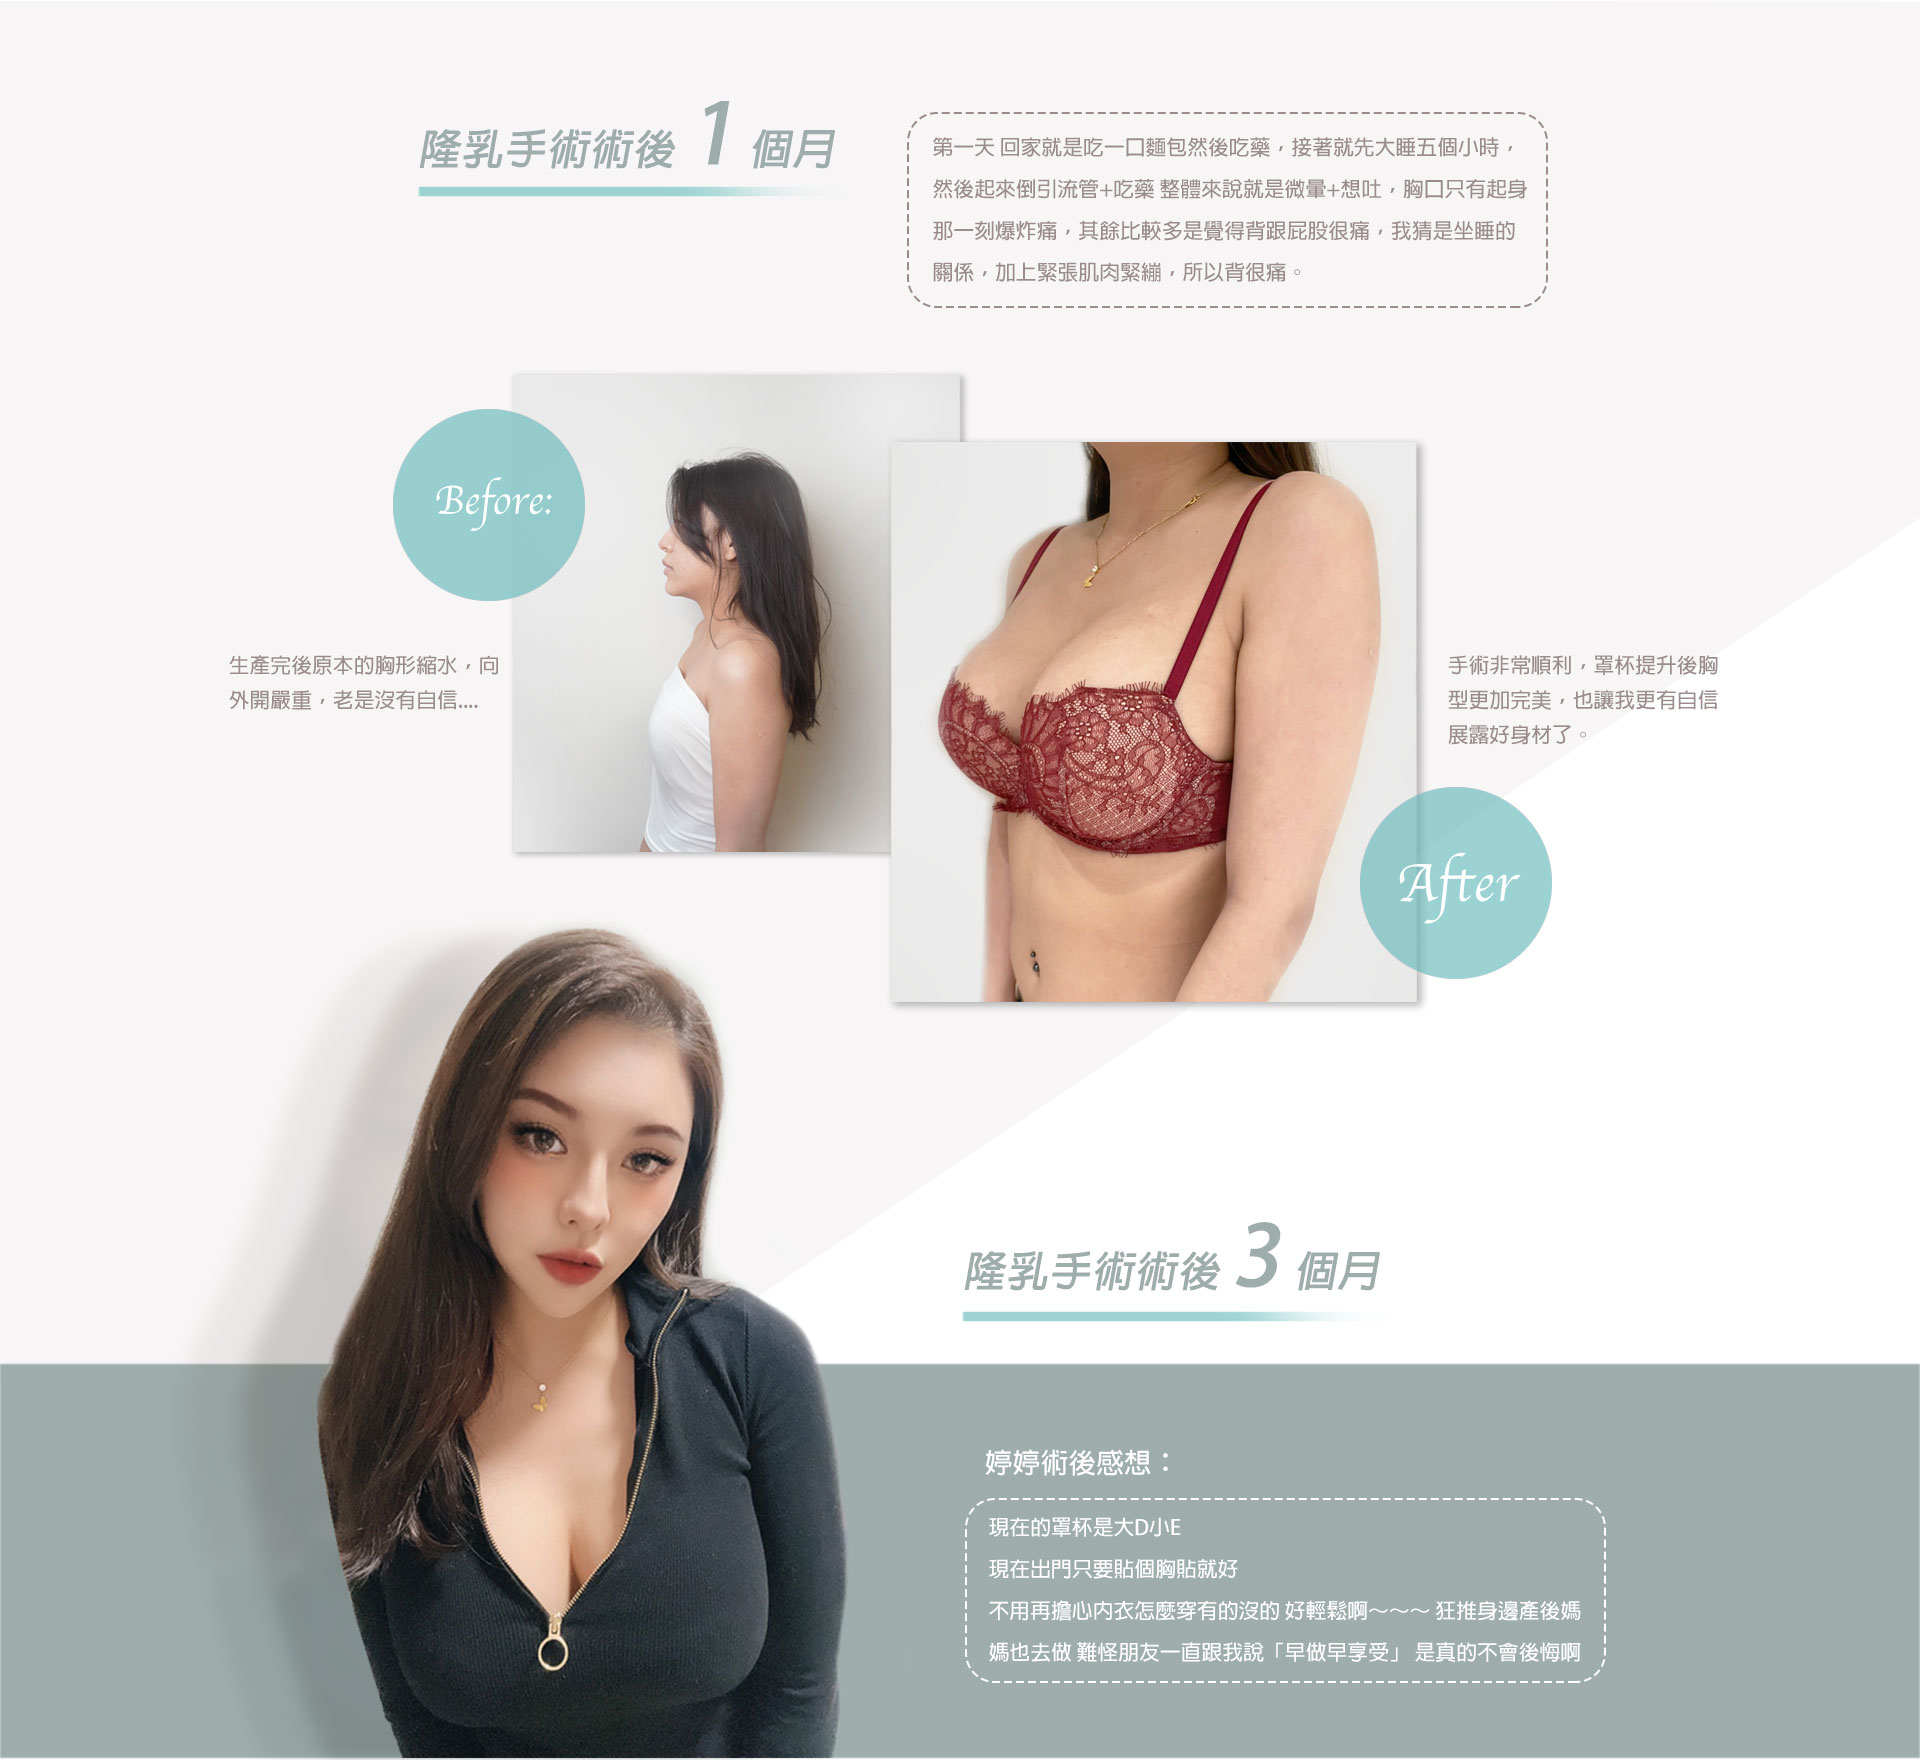 隆乳手術術後 1 個月
第一天 回家就是吃一口麵包然後吃藥，接著就先大睡五個小時，
然後起來倒引流管+吃藥 整體來說就是微暈+想吐，胸口只有起身
那一刻爆炸痛，其餘比較多是覺得背跟屁股很痛，我猜是坐睡的
關係，加上緊張肌肉緊繃，所以背很痛。
Before:
生產完後原本的胸形縮水，向
外開嚴重，老是沒有自信....
手術非常順利，罩杯提升後胸
型更加完美，也讓我更有自信
展露好身材了。
After
隆乳手術術後 3 個月
婷婷術後感想：
現在的罩杯是大D小E
現在出門只要貼個胸貼就好
不用再擔心內衣怎麼穿有的沒的 好輕鬆啊～～～ 狂推身邊產後媽
媽也去做 難怪朋友一直跟我說「早做早享受」 是真的不會後悔啊